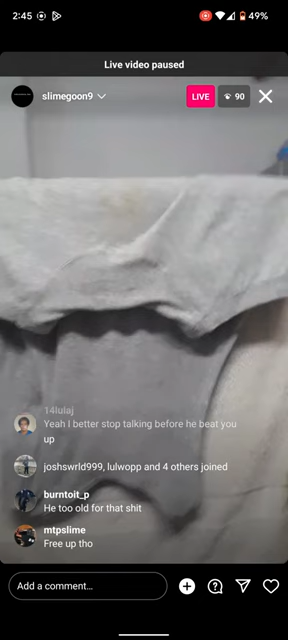 2:45
49%
Live video paused
slimegoon9
LIVE
90
14lulaj
Yeah I better stop talking before he beat you
up
joshswrld999, lulwopp and 4 others joined
burntoit_p
He too old for that shit
mtpslime
Free up tho
Add a comment...